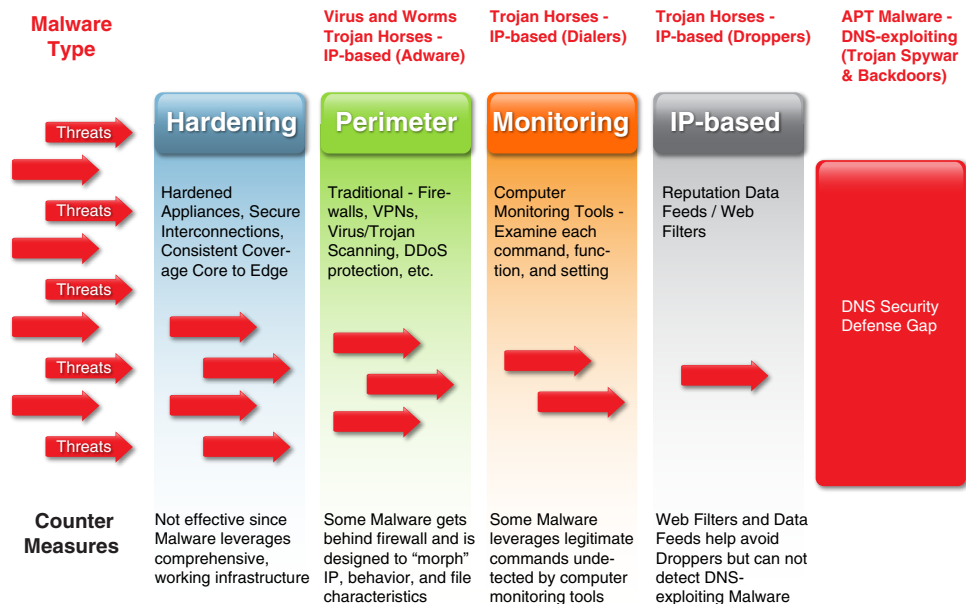 Malware
Type
Virus and Worms
Trojan Horses -
IP-based (Adware)
Trojan Horses -
IP-based (Dialers)
Trojan Horses -
IP-based (Droppers)
APT Malware -
DNS-exploiting
(Trojan Spywar
& Backdoors)
Threats
Threats
Threats
Threats
Threats
Hardening
Hardened
Appliances, Secure
Interconnections,
Consistent Cover-
age Core to Edge
Perimeter
Traditional - Fire-
walls, VPNs,
Virus/Trojan
Scanning, DDoS
protection, etc.
Monitoring
Computer
Monitoring Tools -
Examine each
command, func-
tion, and setting
IP-based
Reputation Data
Feeds / Web
Filters
DNS Security
Defense Gap
Counter
Measures
Not effective since
Malware leverages
comprehensive,
working infrastructure
Some Malware gets
behind firewall and is
designed to “morph”
IP, behavior, and file
characteristics
Some Malware
leverages legitimate
commands unde-
tected by computer
monitoring tools
Web Filters and Data
Feeds help avoid
Droppers but can not
detect DNS-
exploiting Malware